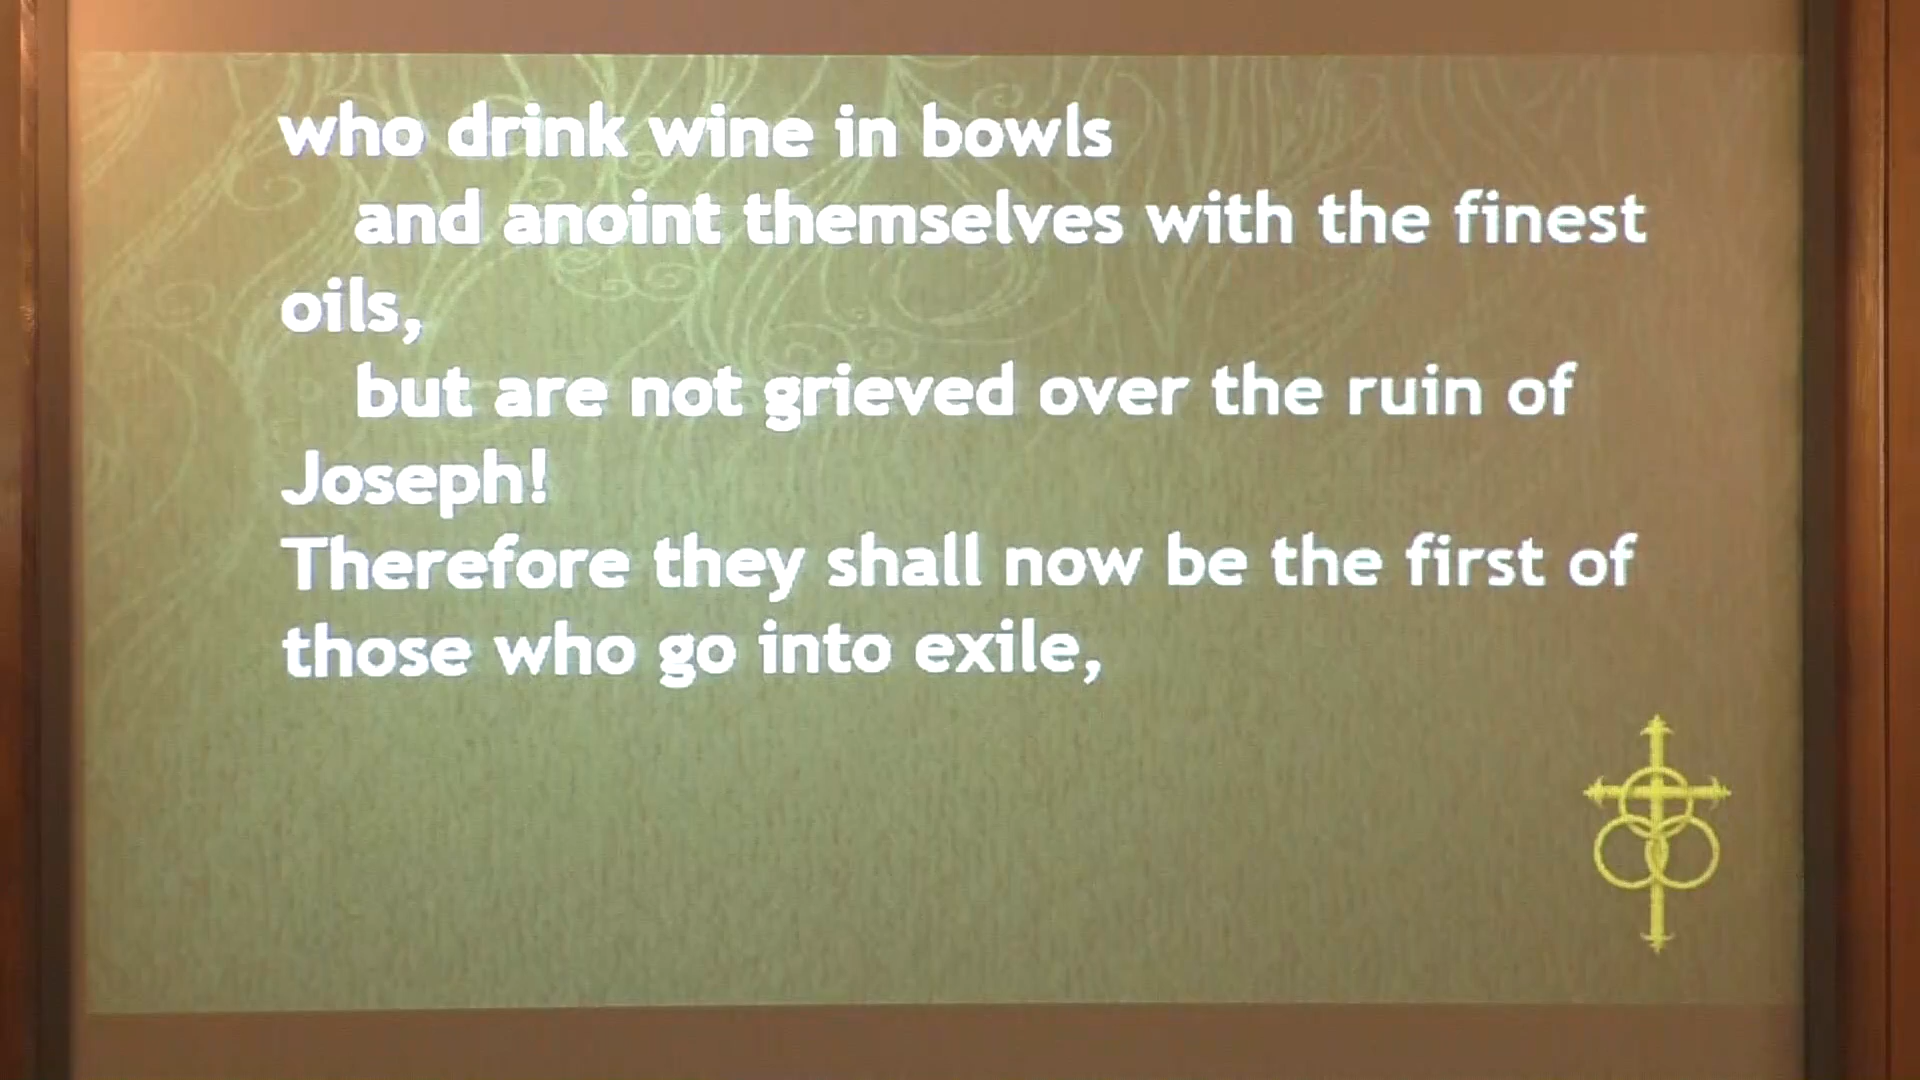 who drink wine in bowls
and anoint themselves with the finest
oils,
but are not grieved over the ruin of
Joseph!
Therefore they shall now be the first of
those who go into exile,